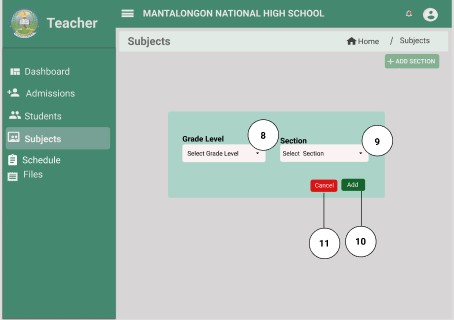 Teacher
MANTALONGON NATIONAL HIGH SCHOOL
Subjects
Home / Subjects
+ ADD SECTION
Dashboard
Admissions
Students
Subjects
Schedule
Files
Grade Level
8
Section
9
Select Grade Level
Select Section
Cancel
Add
11
10